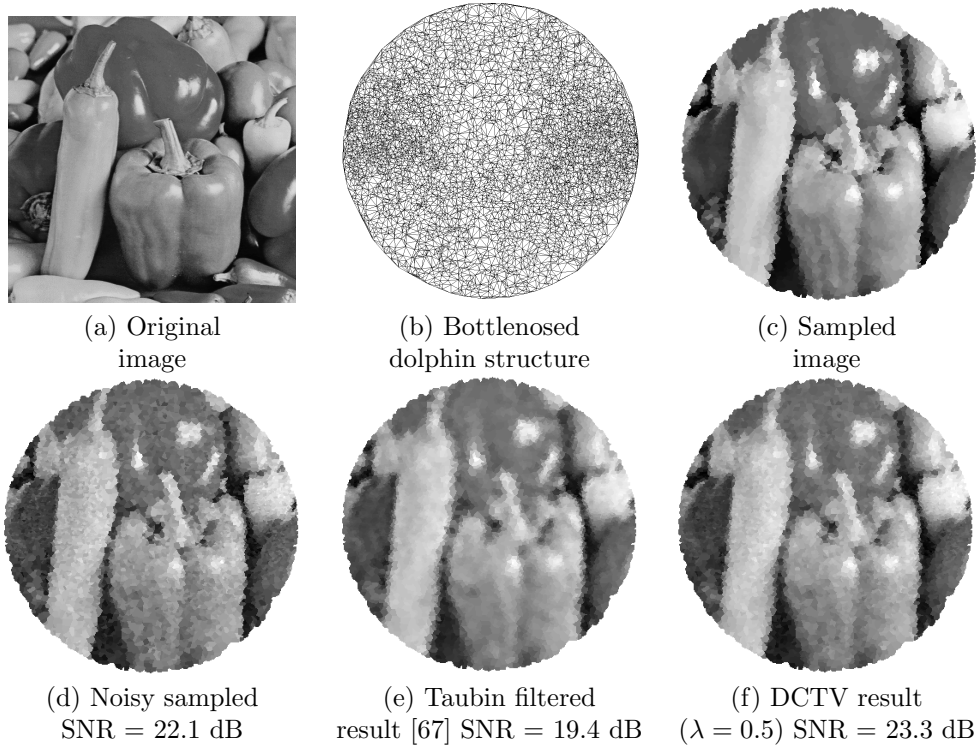 (a) Original
image
(b) Bottlenosed
dolphin structure
(c) Sampled
image
(d) Noisy sampled
SNR = 22.1 dB
(e) Taubin filtered
result [67] SNR = 19.4 dB
(f) DCTV result
(λ = 0.5) SNR = 23.3 dB